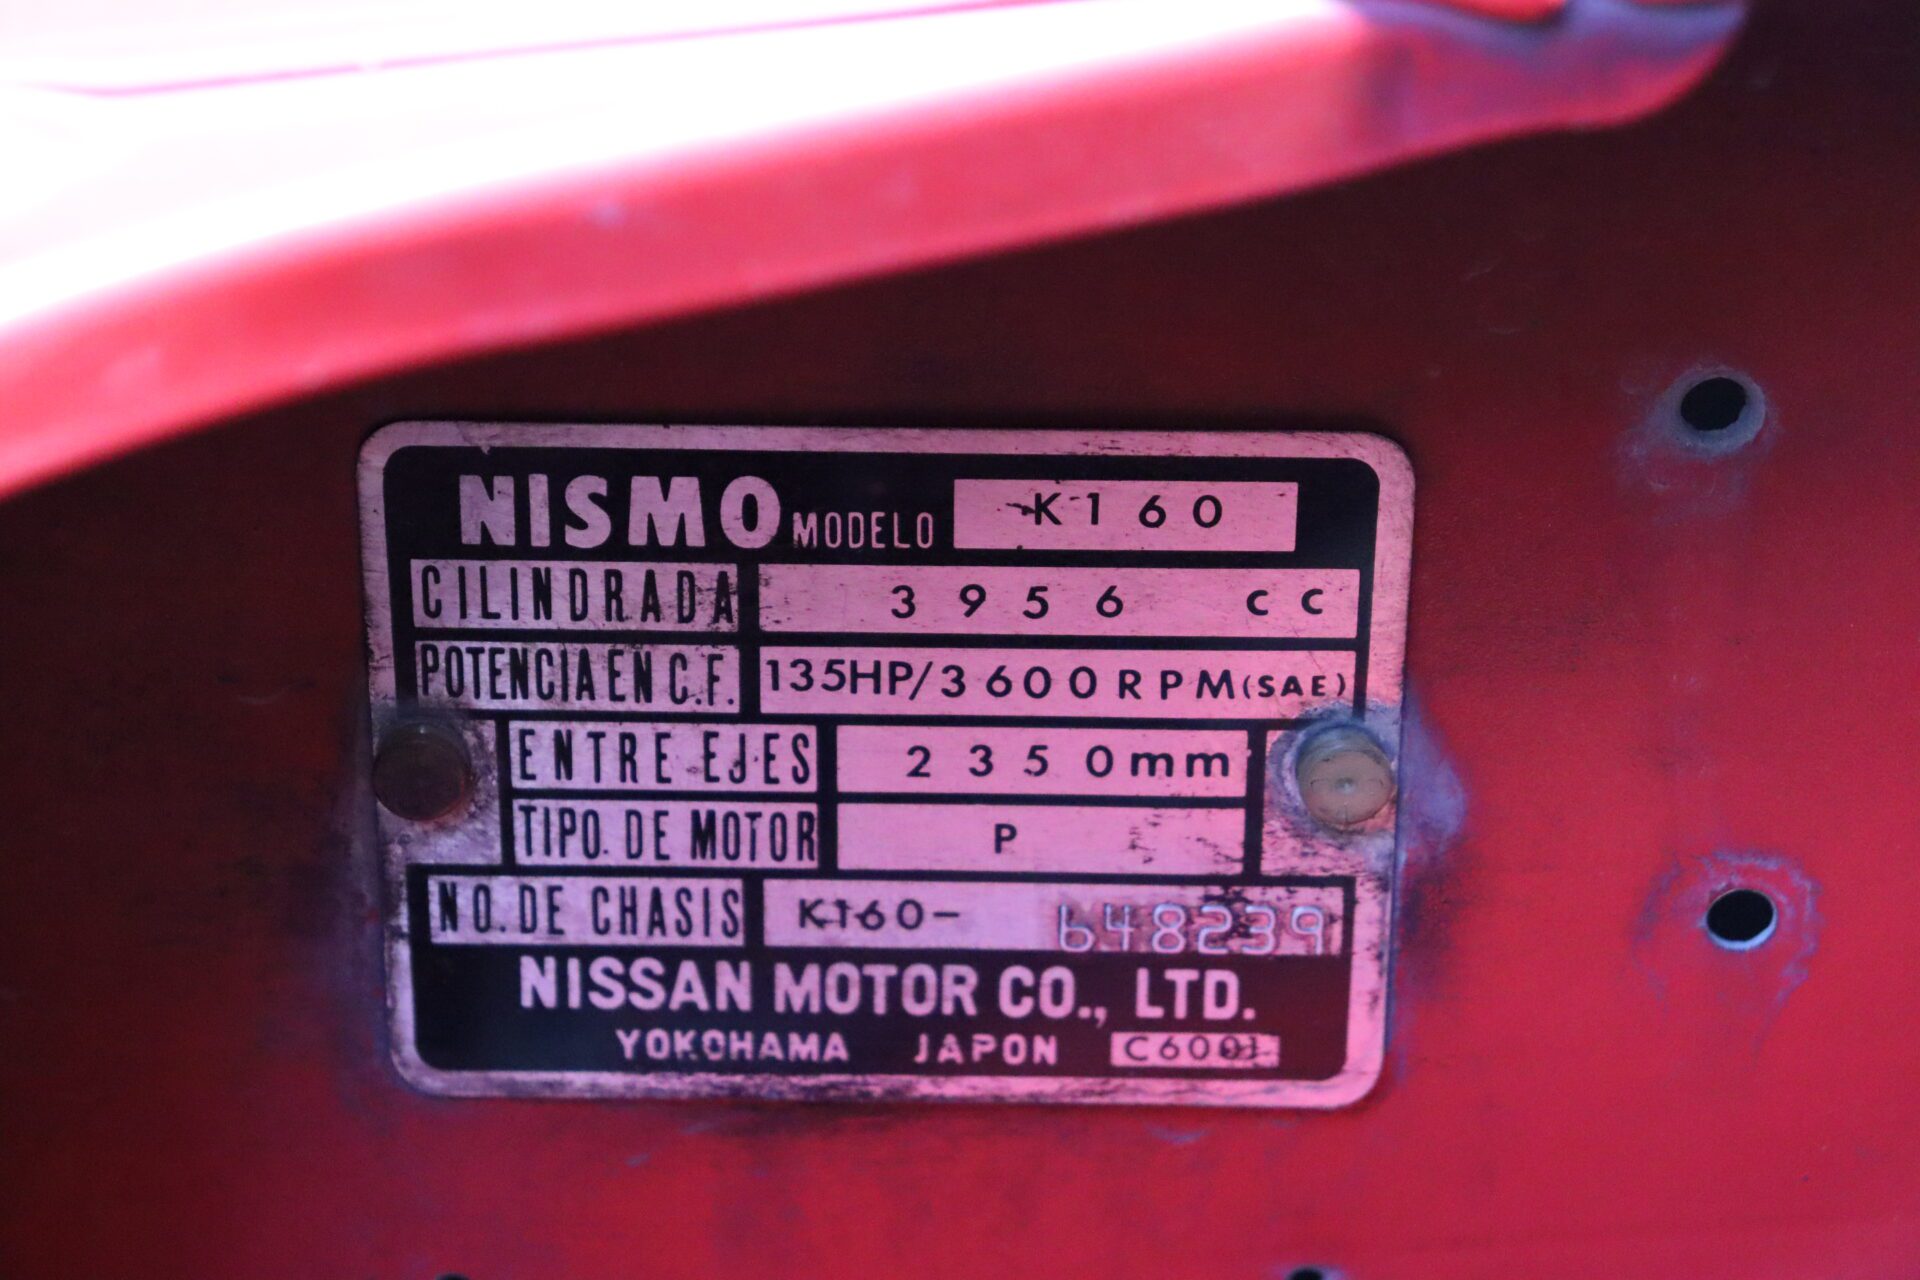 NISMO MODELO K160
CILINDRADA 3956 CC
POTENCIA EN C.F. 135HP/3600RPM(SAE)
ENTRE EJES 2350mm
TIPO. DE MOTOR P
NO. DE CHASIS K160- 648239
NISSAN MOTOR CO., LTD.
YOKOHAMA JAPON C6001